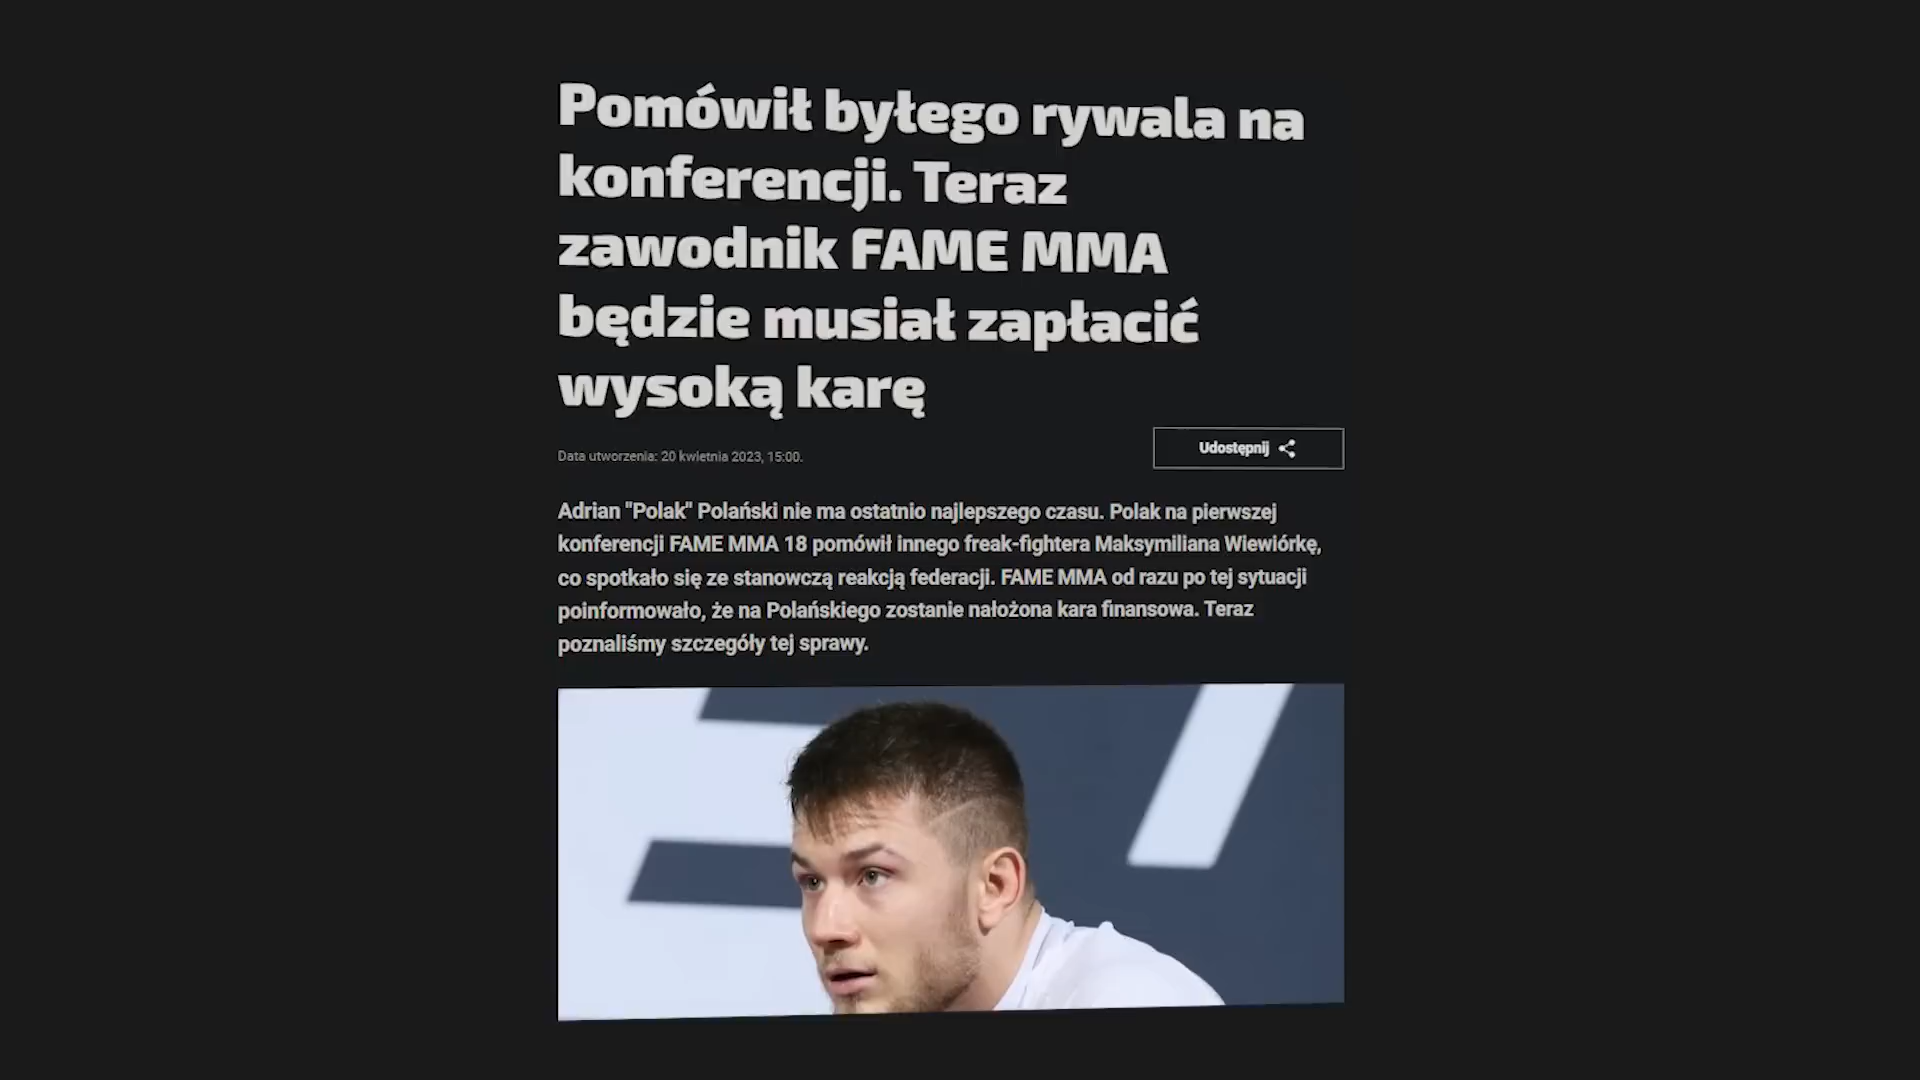 Pomówił byłego rywala na
konferencji. Teraz
zawodnik FAME MMA
będzie musiał zapłacić
wysoką karę
Data utworzenia: 20 kwietnia 2023, 15:00.
Udostępnij
Adrian "Polak" Polański nie ma ostatnio najlepszego czasu. Polak na pierwszej
konferencji FAME MMA 18 pomówił innego freak-fightera Maksymiliana Wiewiórkę,
co spotkało się ze stanowczą reakcją federacji. FAME MMA od razu po tej sytuacji
poinformowało, że na Polańskiego zostanie nałożona kara finansowa. Teraz
poznaliśmy szczegóły tej sprawy.